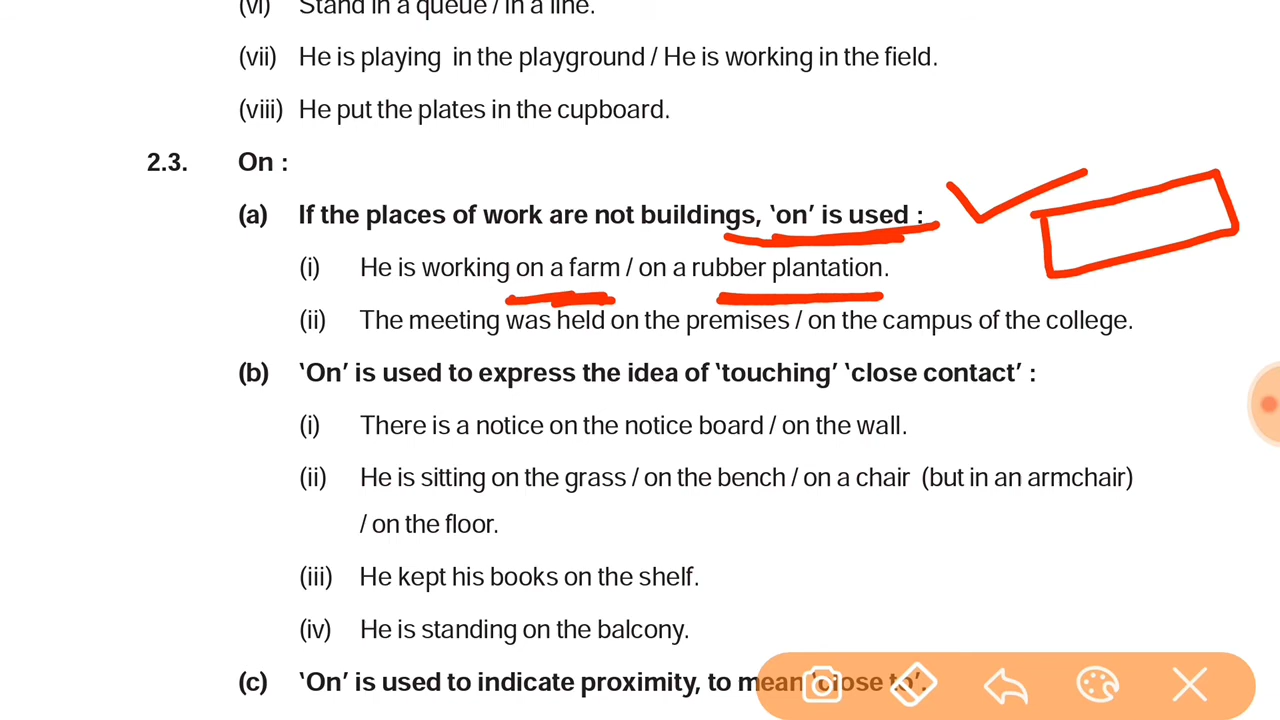 (vi) Stand in a queue / in a line.
(vii) He is playing in the playground / He is working in the field.
(viii) He put the plates in the cupboard.
2.3. On :
(a) If the places of work are not buildings, ‘on’ is used :
(i) He is working on a farm / on a rubber plantation.
(ii) The meeting was held on the premises / on the campus of the college.
(b) ‘On’ is used to express the idea of ‘touching’ ‘close contact’ :
(i) There is a notice on the notice board / on the wall.
(ii) He is sitting on the grass / on the bench / on a chair (but in an armchair)
/ on the floor.
(iii) He kept his books on the shelf.
(iv) He is standing on the balcony.
(c) ‘On’ is used to indicate proximity, to mean ‘close to’.